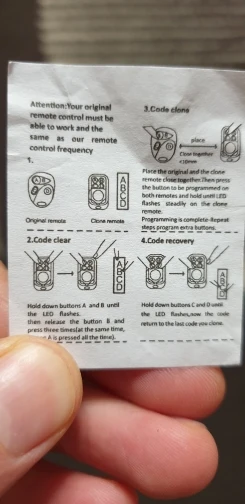 Attention:Your original
remote control must be
able to work and the
same as our remote
control frequency
1.
A
B
C
D
Original remote
Clone remote
2.Code clear
A
B
C
D
Hold down buttons A and B until
the LED flashes.
then release the button B and
press three times(at the same time,
A is pressed all the time).
3.Code clone
place
Close together
<10mm
Place the original and the clone
remote close together.Then press
the button to be programmed on
both remotes and hold until LED
flashes steadily on the clone
remote.
Programming is complete-Repeat
steps program extra buttons.
4.Code recovery
A
B
C
D
Hold down buttons C and D until
the LED flashes,now the code
return to the last code you clone.